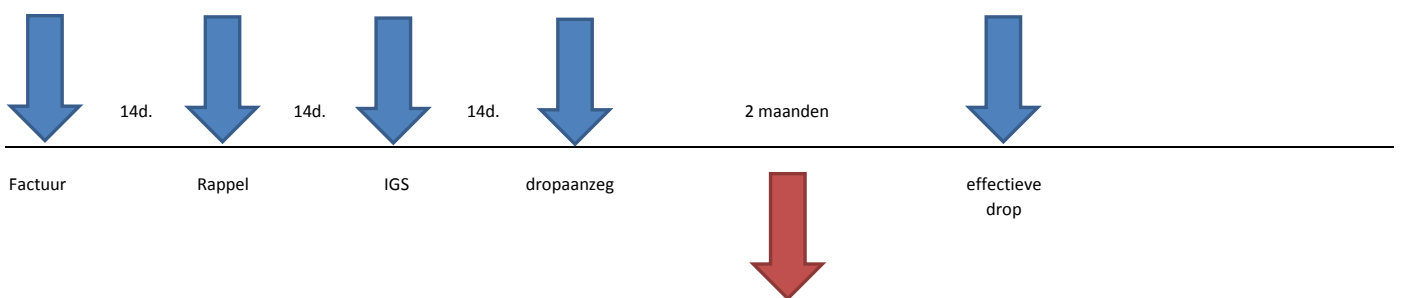 14d.
14d.
14d.
2 maanden
Factuur
Rappel
IGS
dropaanzeg
effectieve
drop